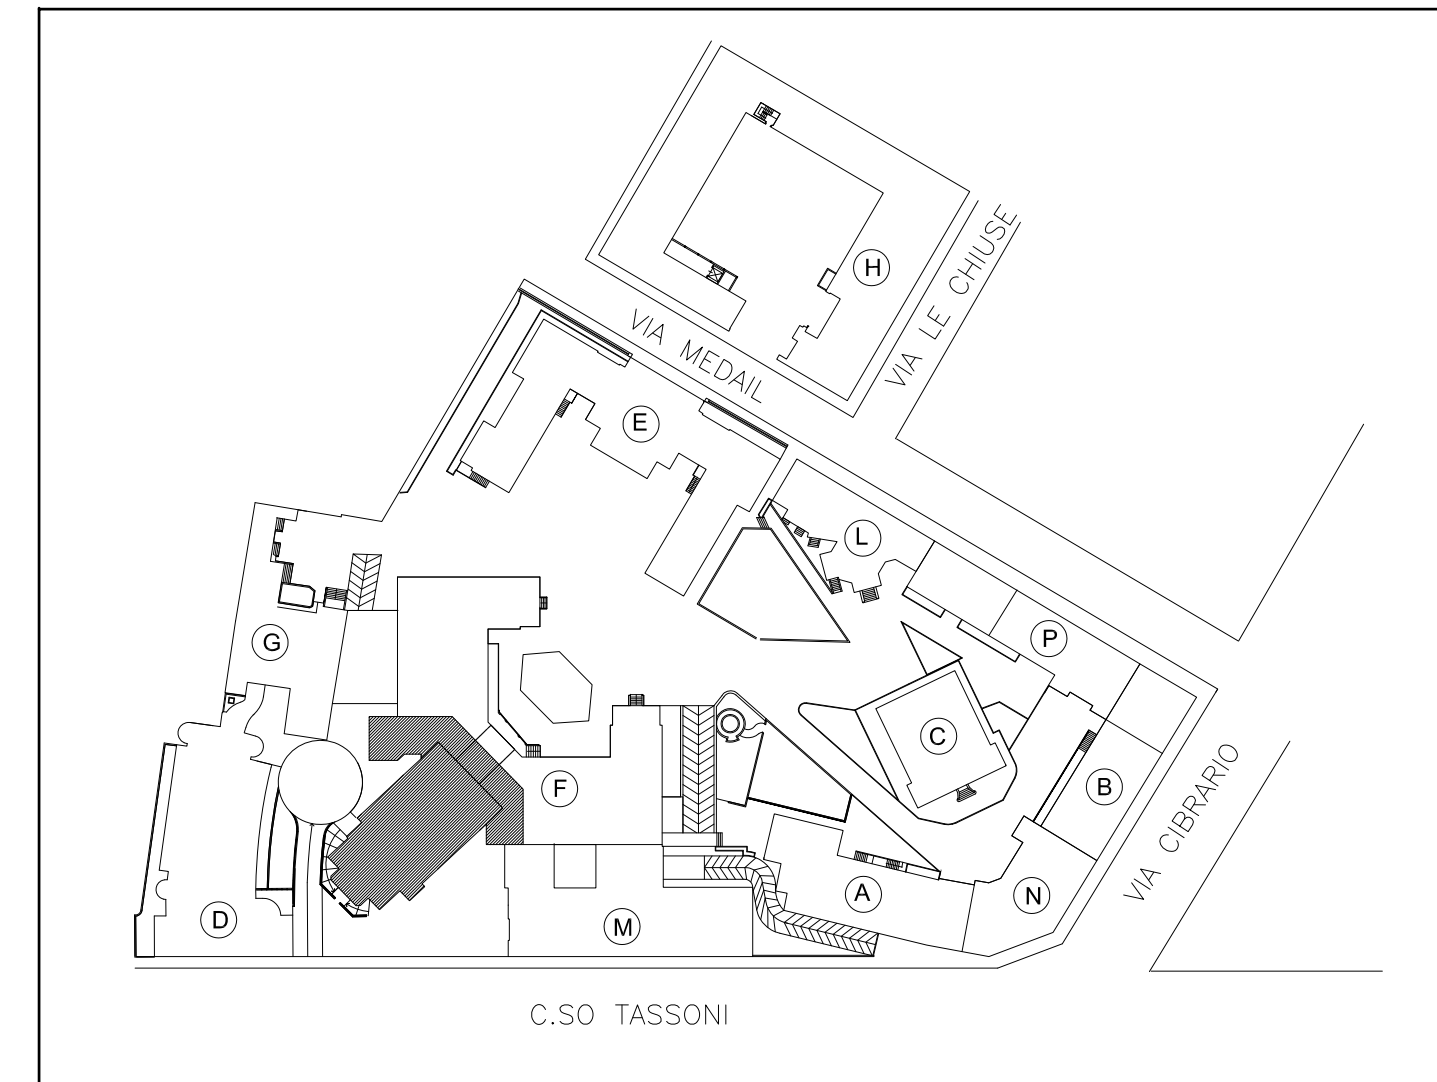 H
VIA LE CHIUSE
VIA MEDAIL
E
L
G
P
C
F
B
VIA CIBRARIO
A
N
D
M
C.SO TASSONI